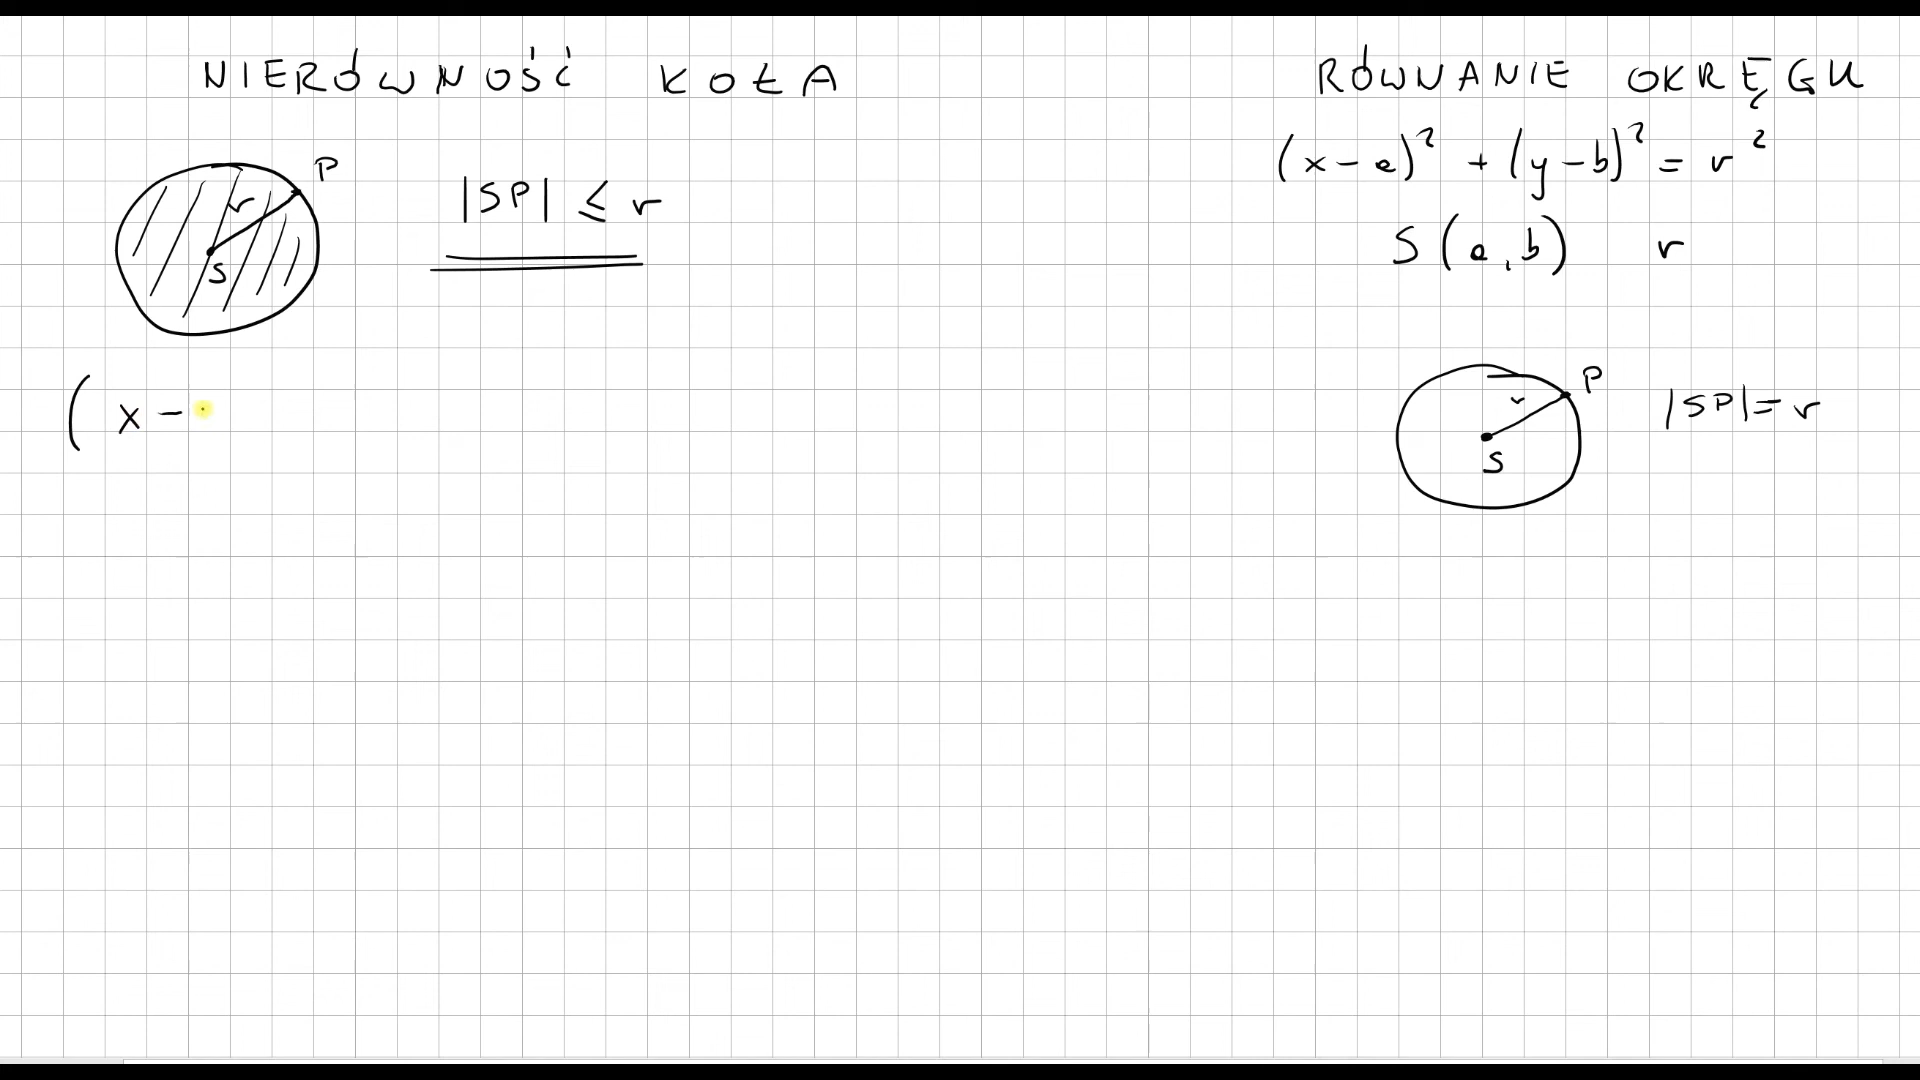 NIERÓWNOŚĆ KOŁA
P
r
S
|SP| ≤ r
(x -
RÓWNANIE OKRĘGU
(x - a)² + (y - b)² = r²
S (a, b) r
P
r
S
|SP| = r